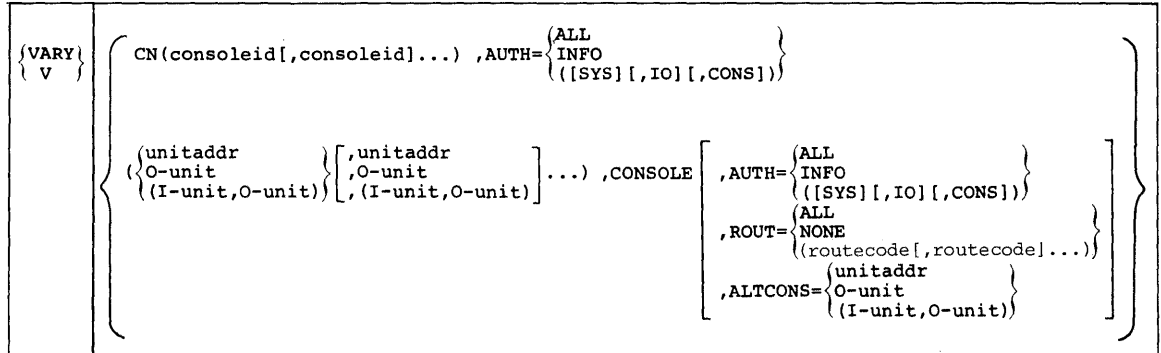 ALL
{VARY} CN(consoleid[,consoleid]...) ,AUTH={INFO
V ([SYS][,IO][,CONS])}
unitaddr ,unitaddr ALL
({O-unit }[,O-unit ]...) ,CONSOLE [ ,AUTH={INFO
(I-unit,O-unit) ,(I-unit,O-unit) ([SYS][,IO][,CONS])}
ALL
,ROUT={NONE
(routecode[,routecode]...)}
unitaddr
,ALTCONS={O-unit
(I-unit,O-unit)}